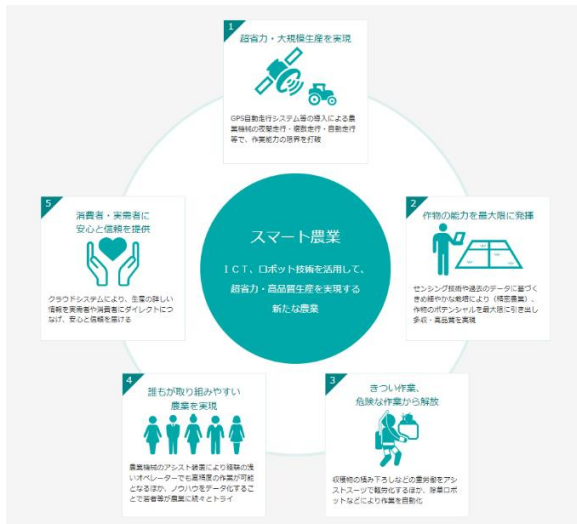 1
超省力・大規模生産を実現
GPS自動走行システム等の導入による農
業機械の夜間走行・複数走行・自動走行
等で、作業能力の限界を打破
5
消費者・実需者に
安心と信頼を提供
クラウドシステムにより、生産の詳しい
情報を実需者や消費者にダイレクトにつ
なげ、安心と信頼を届ける
スマート農業
ICT、ロボット技術を活用して、
超省力・高品質生産を実現する
新たな農業
2
作物の能力を最大限に発揮
センシング技術や過去のデータに基づく
きめ細やかな栽培により（精密農業）、
作物のポテンシャルを最大限に引き出し
多収・高品質を実現
4
誰もが取り組みやすい
農業を実現
農業機械のアシスト装置により経験の浅
いオペレーターでも高精度の作業が可能
となるほか、ノウハウをデータ化するこ
とで若者等が農業に続々とトライ
3
きつい作業、
危険な作業から解放
収穫物の積み下ろしなどの重労働をアシ
ストスーツで軽労化するほか、除草ロボ
ットなどにより作業を自動化